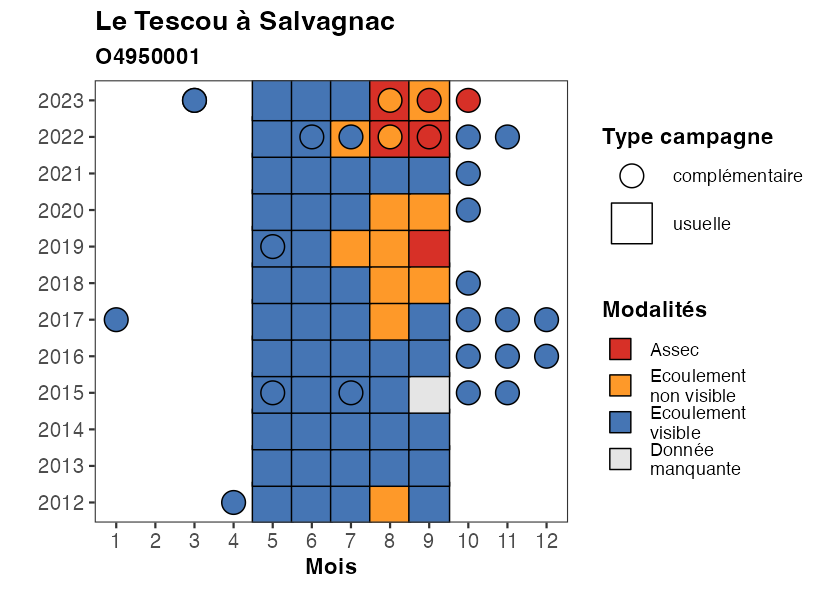 Le Tescou à Salvagnac
O4950001
2023
2022
2021
2020
2019
2018
2017
2016
2015
2014
2013
2012
1 2 3 4 5 6 7 8 9 10 11 12
Mois
Type campagne
complémentaire
usuelle
Modalités
Assec
Ecoulement
non visible
Ecoulement
visible
Donnée
manquante